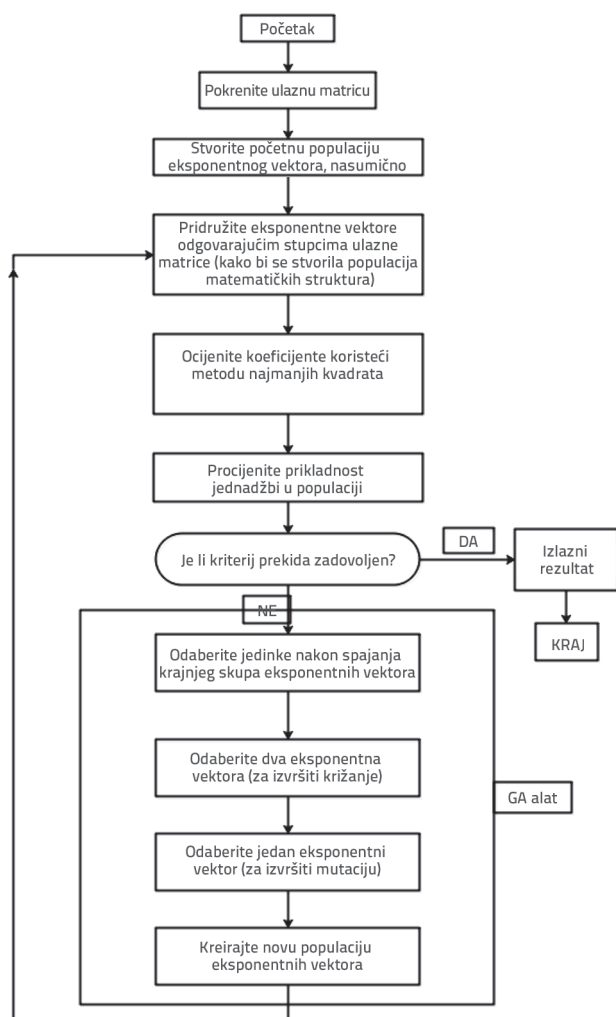 Početak
Pokrenite ulaznu matricu
Stvorite početnu populaciju
eksponentnog vektora, nasumično
Pridružite eksponentne vektore
odgovarajućim stupcima ulazne
matrice (kako bi se stvorila populacija
matematičkih struktura)
Ocijenite koeficijente koristeći
metodu najmanjih kvadrata
Procijenite prikladnost
jednadžbi u populaciji
Je li kriterij prekida zadovoljen?
DA
Izlazni
rezultat
KRAJ
NE
Odaberite jedinke nakon spajanja
krajnjeg skupa eksponentnih vektora
Odaberite dva eksponentna
vektora (za izvršiti križanje)
GA alat
Odaberite jedan eksponentni
vektor (za izvršiti mutaciju)
Kreirajte novu populaciju
eksponentnih vektora